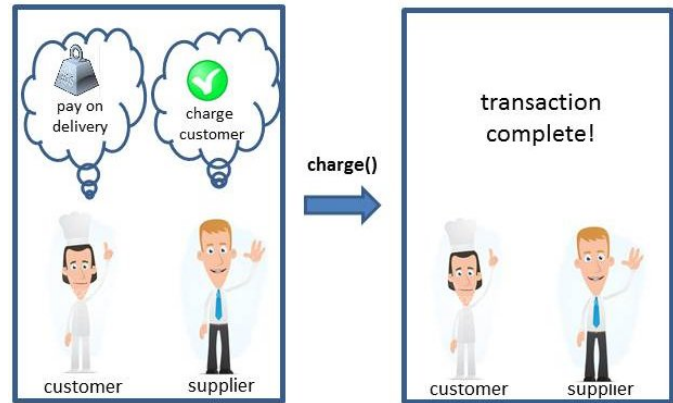 pay on
delivery
charge
customer
customer
supplier
charge()
transaction
complete!
customer
supplier